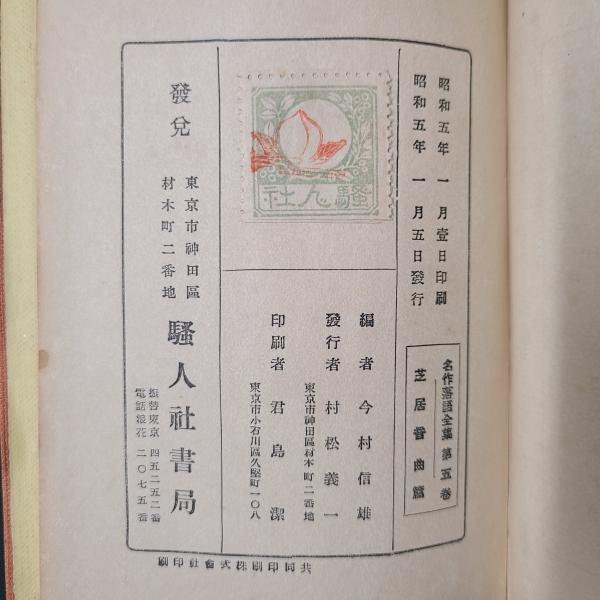 昭和五年一月壹日印刷
昭和五年一月五日發行
名作落語全集 第五巻
芝居音曲篇
騷人社
編者 今村信雄
發行者 村松義一
東京市神田區材木町二番地
印刷者 君島潔
東京市小石川區久堅町一〇八
發兌
東京市神田區
材木町二番地
騷人社書局
振替東京 四五二五二番
電話浪花 二〇七五番
共同印刷株式會社印刷